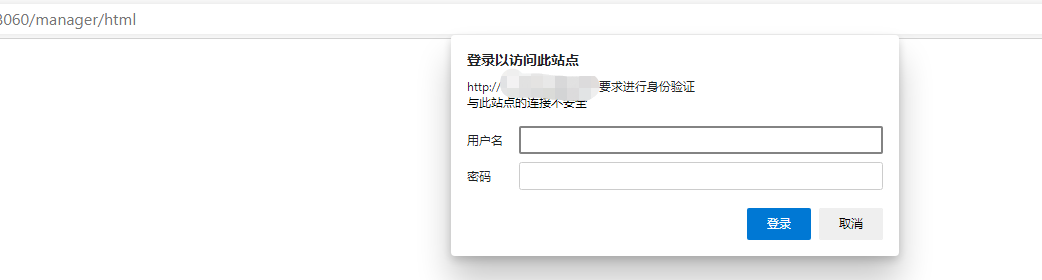 3060/manager/html
登录以访问此站点
http:// 要求进行身份验证
与此站点的连接不安全
用户名
密码
登录
取消